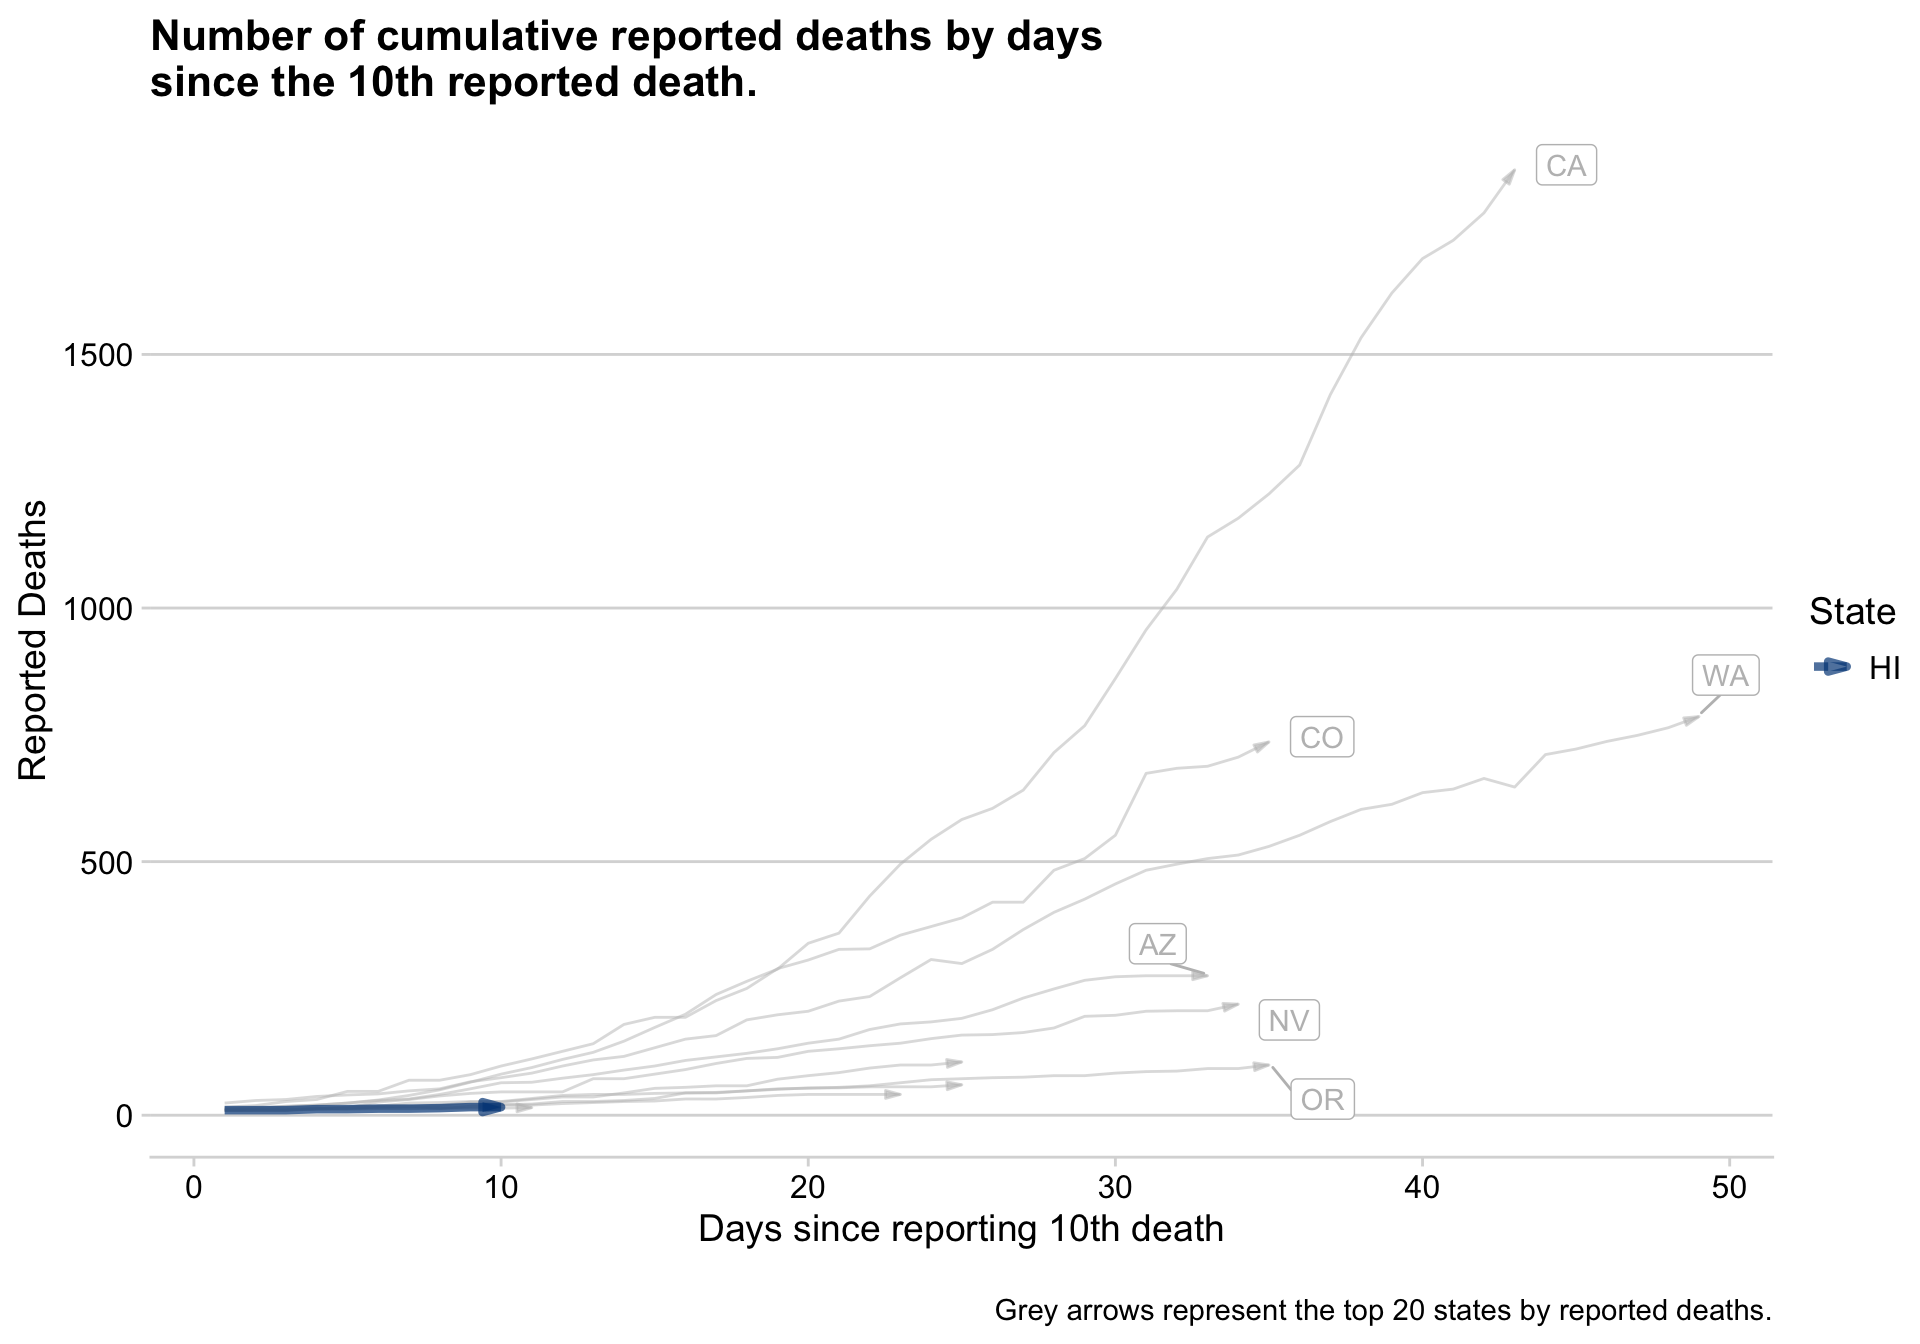 Number of cumulative reported deaths by days
since the 10th reported death.
CA
1500
1000
500
0
Reported Deaths
State
HI
WA
CO
AZ
NV
OR
0 10 20 30 40 50
Days since reporting 10th death
Grey arrows represent the top 20 states by reported deaths.